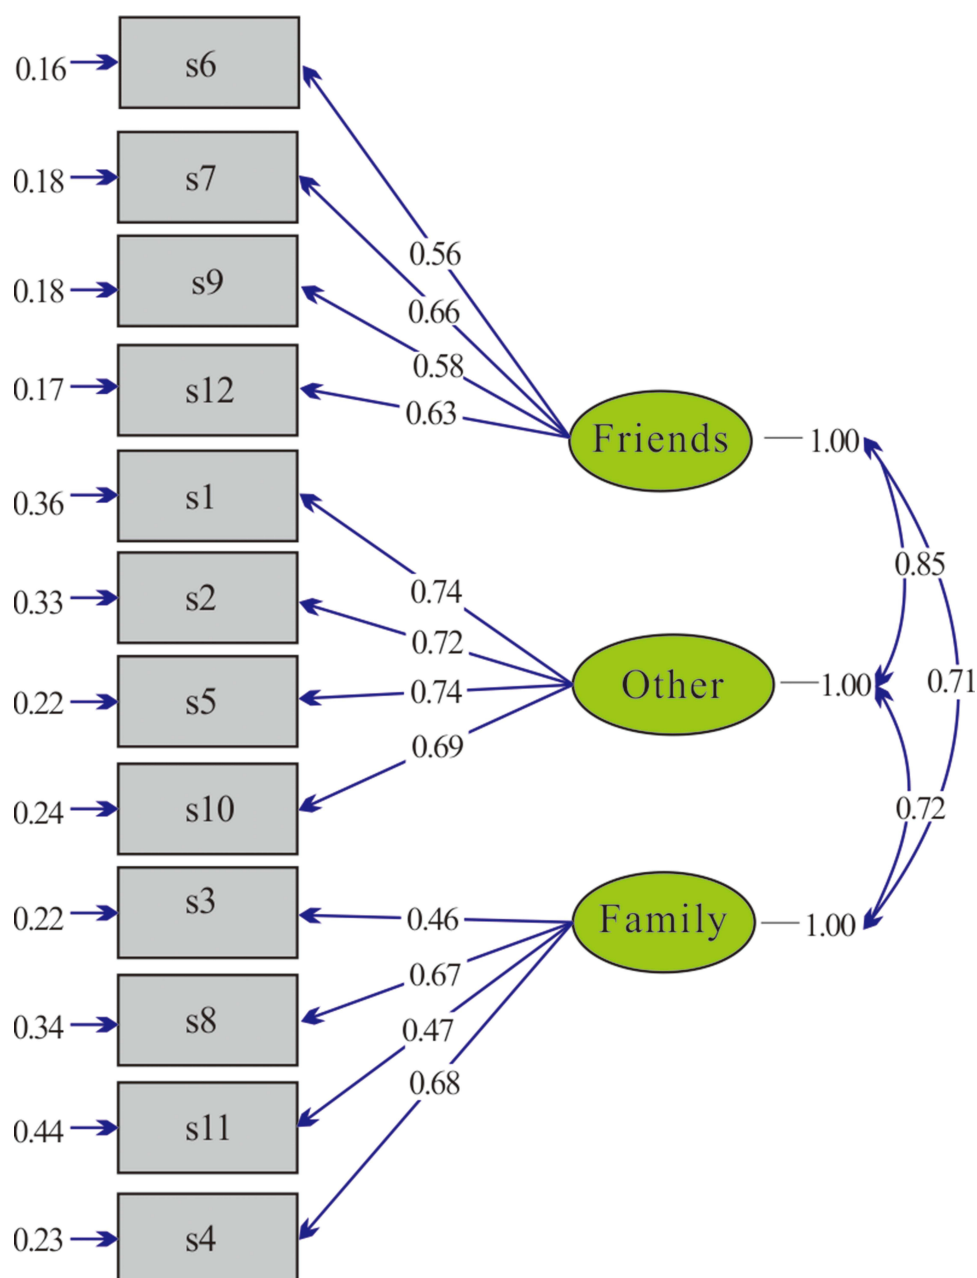 0.16 s6
0.18 s7
0.18 s9
0.17 s12
0.36 s1
0.33 s2
0.22 s5
0.24 s10
0.22 s3
0.34 s8
0.44 s11
0.23 s4
0.56
0.66
0.58
0.63
0.74
0.72
0.74
0.69
0.46
0.67
0.47
0.68
Friends 1.00
Other 1.00
Family 1.00
0.85
0.71
0.72